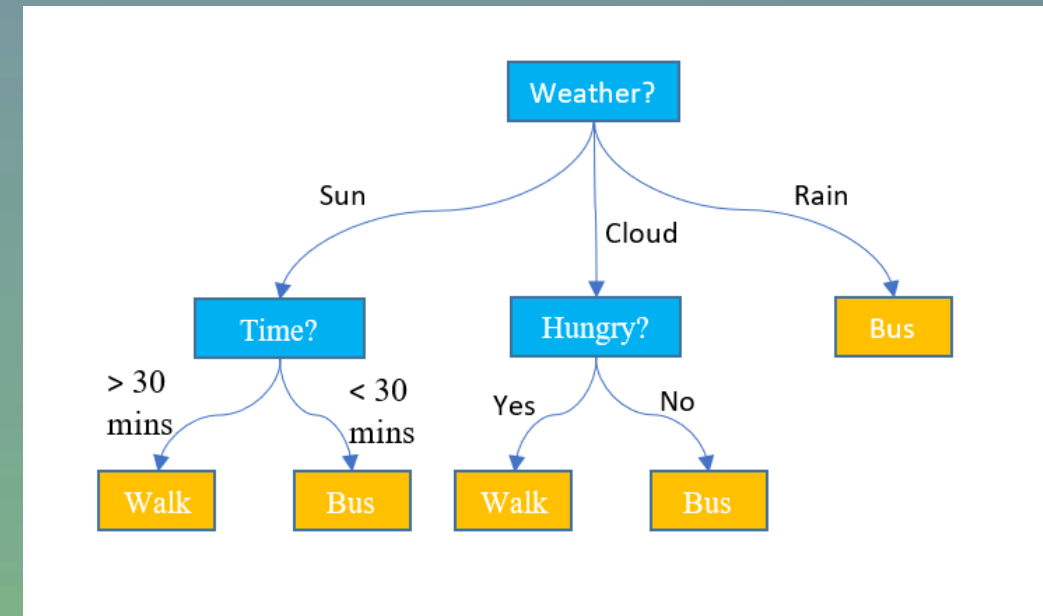 Weather?
Sun
Cloud
Rain
Time?
Hungry?
Bus
> 30
mins
< 30
mins
Yes
No
Walk
Bus
Walk
Bus